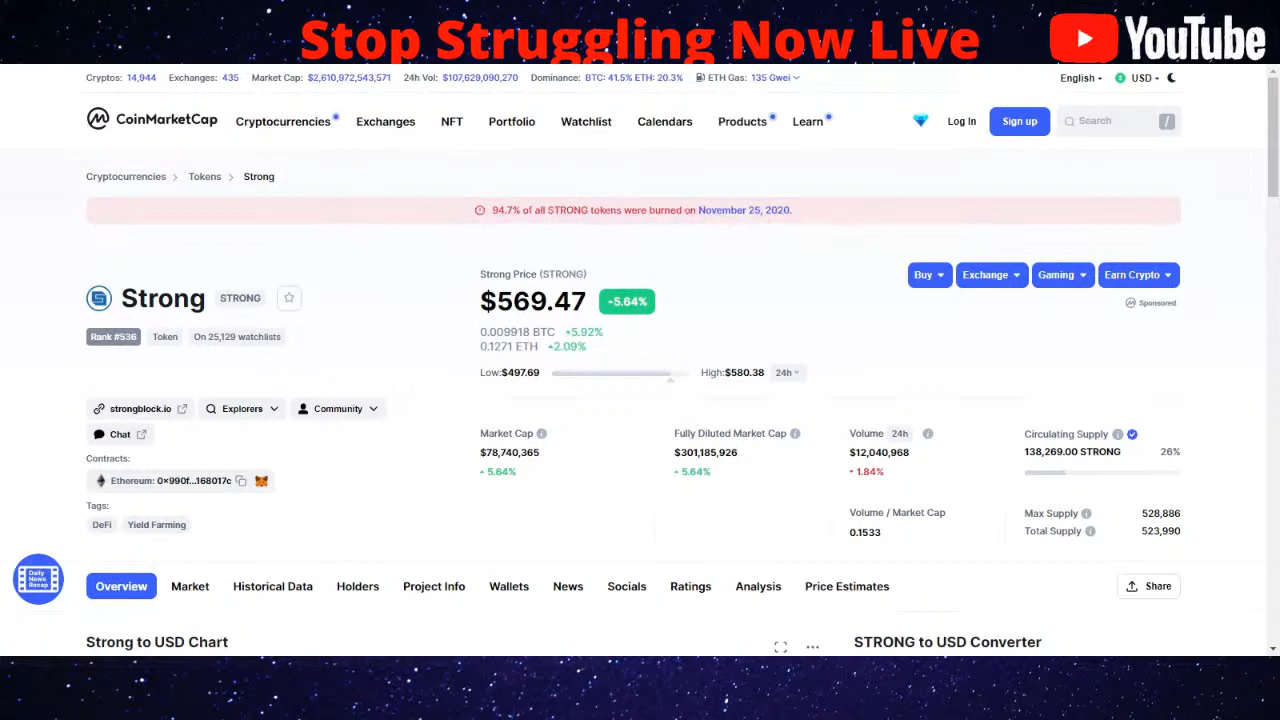 Stop Struggling Now Live
YouTube
Cryptos: 14,944 Exchanges: 435 Market Cap: $2,610,972,543,571 24h Vol: $107,629,090,270 Dominance: BTC: 41.5% ETH: 20.3% ETH Gas: 135 Gwei
English USD
CoinMarketCap Cryptocurrencies Exchanges NFT Portfolio Watchlist Calendars Products Learn Log In Sign up Search /
Cryptocurrencies > Tokens > Strong
94.7% of all STRONG tokens were burned on November 25, 2020.
Strong STRONG
Rank #536 Token On 25,129 watchlists
strongblock.io Explorers Community
Chat
Contracts:
Ethereum: 0x990f...168017c
Tags:
DeFi Yield Farming
Strong Price (STRONG)
$569.47 5.64%
0.009918 BTC 5.92%
0.1271 ETH 2.09%
Low:$497.69 High:$580.38 24h
Buy Exchange Gaming Earn Crypto
Sponsored
Market Cap
$78,740,365
5.64%
Fully Diluted Market Cap
$301,185,926
5.64%
Volume 24h
$12,040,968
1.84%
Volume / Market Cap
0.1533
Circulating Supply
138,269.00 STRONG 26%
Max Supply 528,886
Total Supply 523,990
Daily
News
Recap
Overview Market Historical Data Holders Project Info Wallets News Socials Ratings Analysis Price Estimates Share
Strong to USD Chart
STRONG to USD Converter